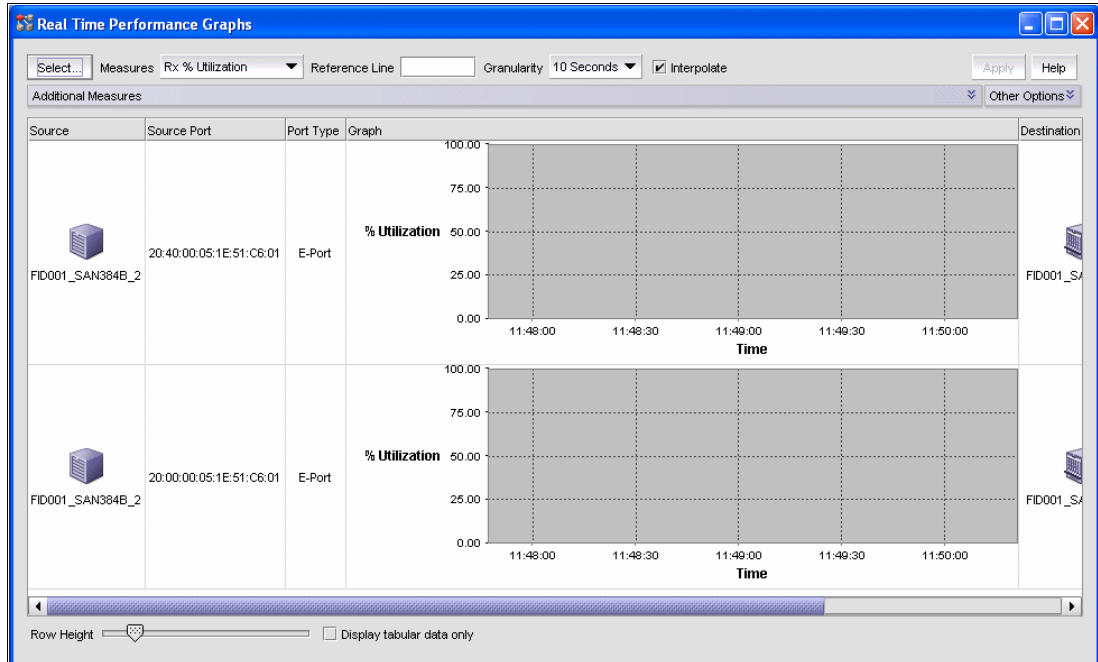 Real Time Performance Graphs
Select... Measures Rx % Utilization Reference Line Granularity 10 Seconds Interpolate Apply Help
Additional Measures Other Options
Source Source Port Port Type Graph Destination
100.00
75.00
% Utilization 50.00
20:40:00:05:1E:51:C6:01 E-Port
FID001_SAN384B_2 25.00 FID001_SA
0.00
11:48:00 11:48:30 11:49:00 11:49:30 11:50:00
Time
100.00
75.00
% Utilization 50.00
20:00:00:05:1E:51:C6:01 E-Port
FID001_SAN384B_2 25.00 FID001_SA
0.00
11:48:00 11:48:30 11:49:00 11:49:30 11:50:00
Time
Row Height Display tabular data only